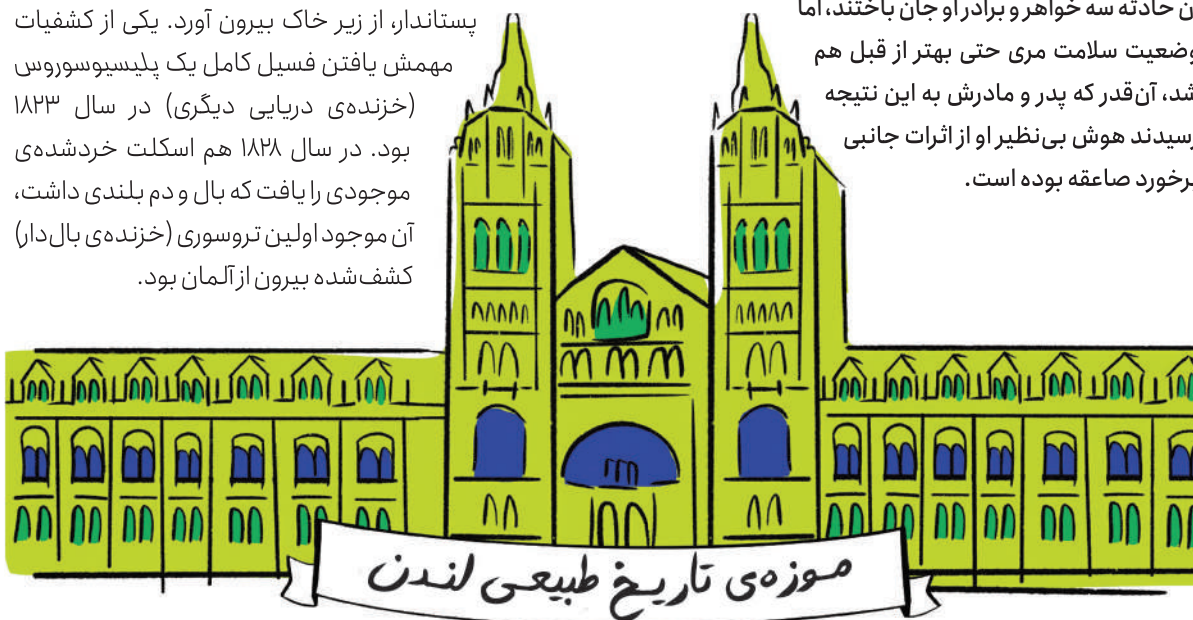 ن حادثه سه خواهر و برادر او جان باختند، اما
وضعیت سلامت مری حتی بهتر از قبل هم
شد، آن‌قدر که پدر و مادرش به این نتیجه
رسیدند هوش بی‌نظیر او از اثرات جانبی
برخورد صاعقه بوده است.
پستاندار، از زیر خاک بیرون آورد. یکی از کشفیات
مهمش یافتن فسیل کامل یک پلیسیوسوروس
(خزنده‌ی دریایی دیگری) در سال ۱۸۲۳
بود. در سال ۱۸۲۸ هم اسکلت خردشده‌ی
موجودی را یافت که بال و دم بلندی داشت،
آن موجود اولین تروسوری (خزنده‌ی بال‌دار)
کشف‌شده بیرون از آلمان بود.
موزه‌ی تاریخ طبیعی لندن